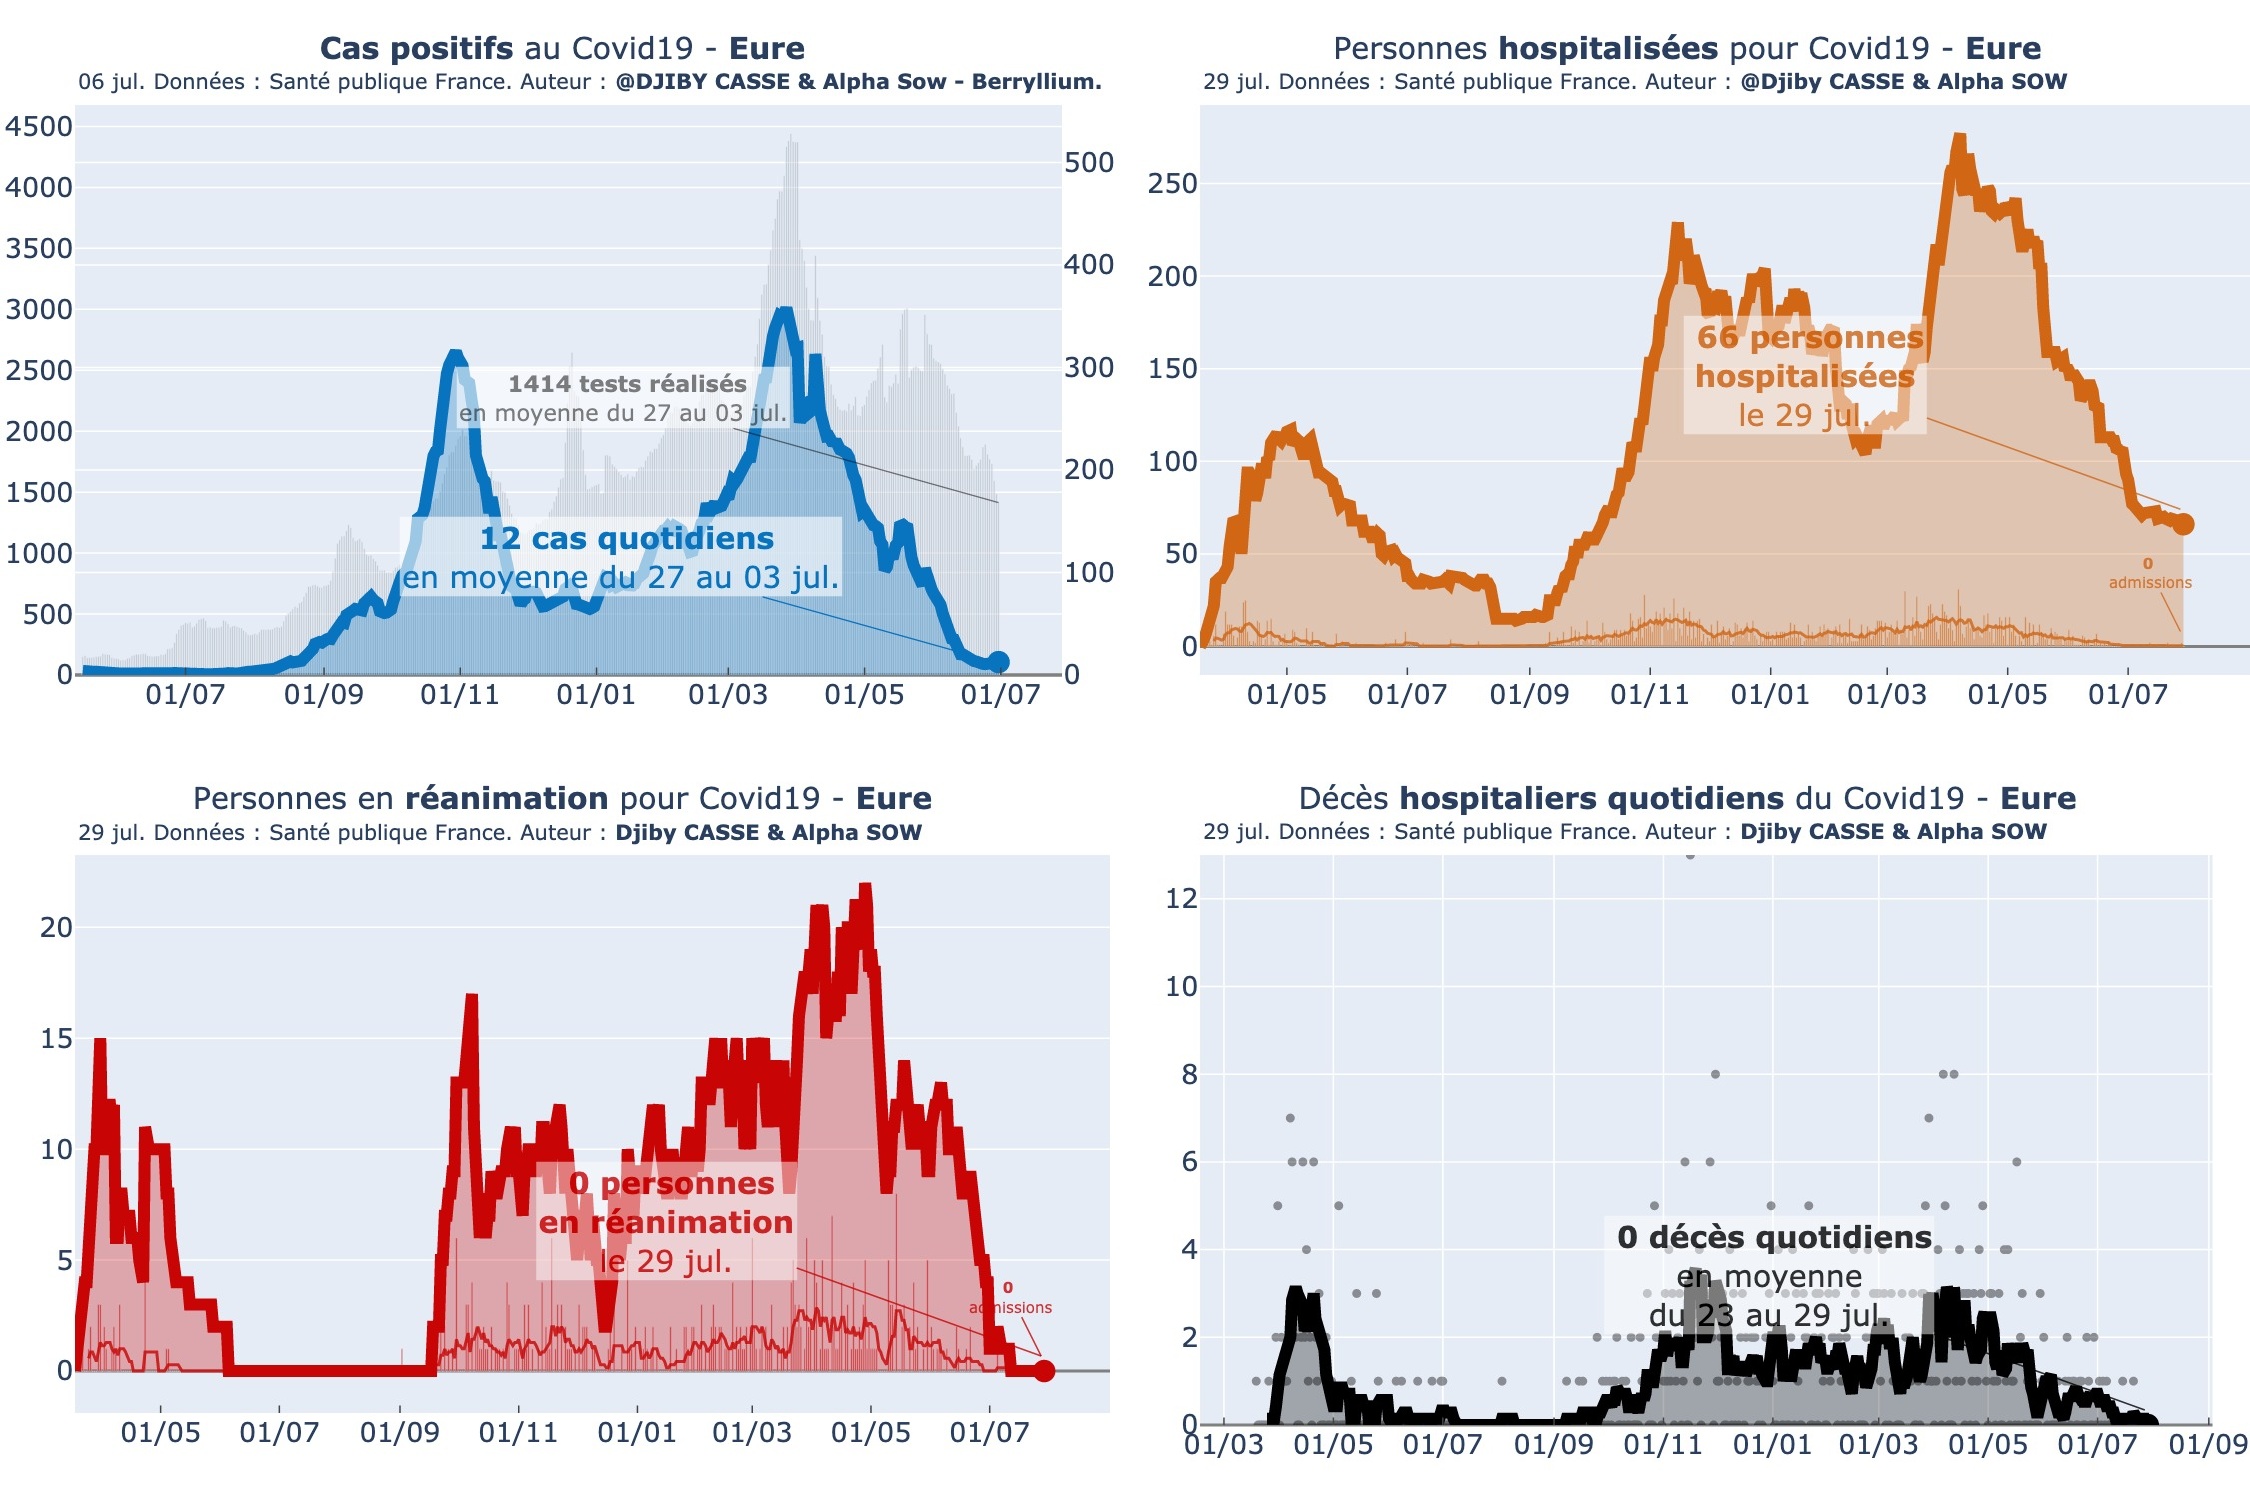 Cas positifs au Covid19 - Eure
06 jul. Données : Santé publique France. Auteur : @DJIBY CASSE & Alpha Sow - Berryllium.
4500
4000
3500
3000
2500
2000
1500
1000
500
0
500
400
300
200
100
0
1414 tests réalisés
en moyenne du 27 au 03 jul.
12 cas quotidiens
en moyenne du 27 au 03 jul.
01/07 01/09 01/11 01/01 01/03 01/05 01/07
Personnes hospitalisées pour Covid19 - Eure
29 jul. Données : Santé publique France. Auteur : @Djiby CASSE & Alpha SOW
250
200
150
100
50
0
66 personnes
hospitalisées
le 29 jul.
0
admissions
01/05 01/07 01/09 01/11 01/01 01/03 01/05 01/07
Personnes en réanimation pour Covid19 - Eure
29 jul. Données : Santé publique France. Auteur : Djiby CASSE & Alpha SOW
20
15
10
5
0
0 personnes
en réanimation
le 29 jul.
0
admissions
01/05 01/07 01/09 01/11 01/01 01/03 01/05 01/07
Décès hospitaliers quotidiens du Covid19 - Eure
29 jul. Données : Santé publique France. Auteur : Djiby CASSE & Alpha SOW
12
10
8
6
4
2
0
0 décès quotidiens
en moyenne
du 23 au 29 jul.
01/03 01/05 01/07 01/09 01/11 01/01 01/03 01/05 01/07 01/09